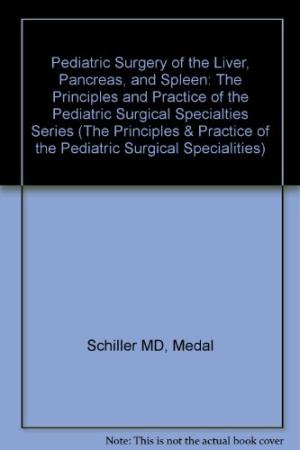 Pediatric Surgery of the Liver,
Pancreas, and Spleen: The
Principles and Practice of the
Pediatric Surgical Specialties
Series (The Principles & Practice of
the Pediatric Surgical Specialities)
Schiller MD, Medal
Note: This is not the actual book cover